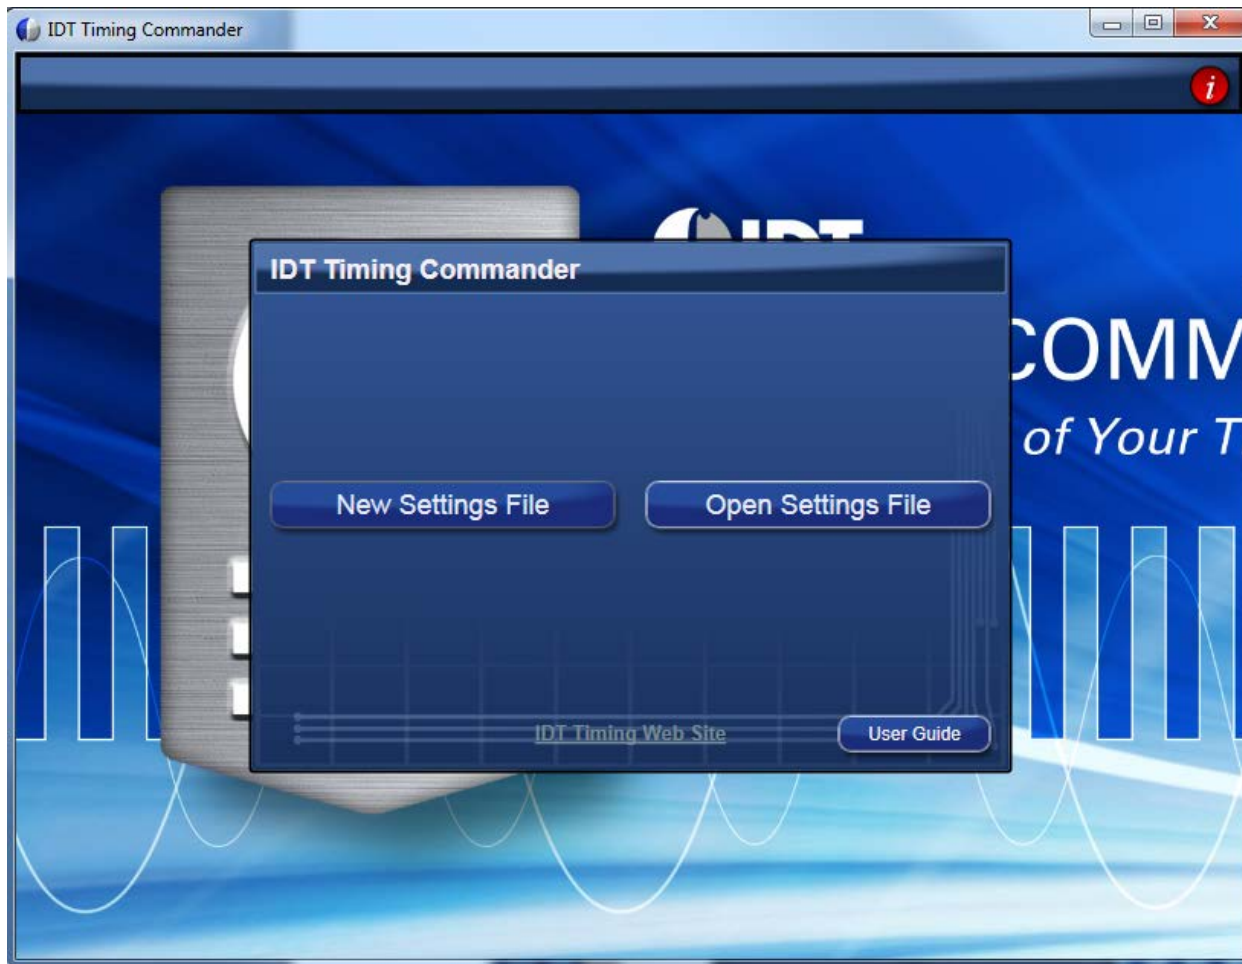 IDT Timing Commander
i
IDT
IDT Timing Commander
COMM
of Your T
New Settings File
Open Settings File
IDT Timing Web Site
User Guide